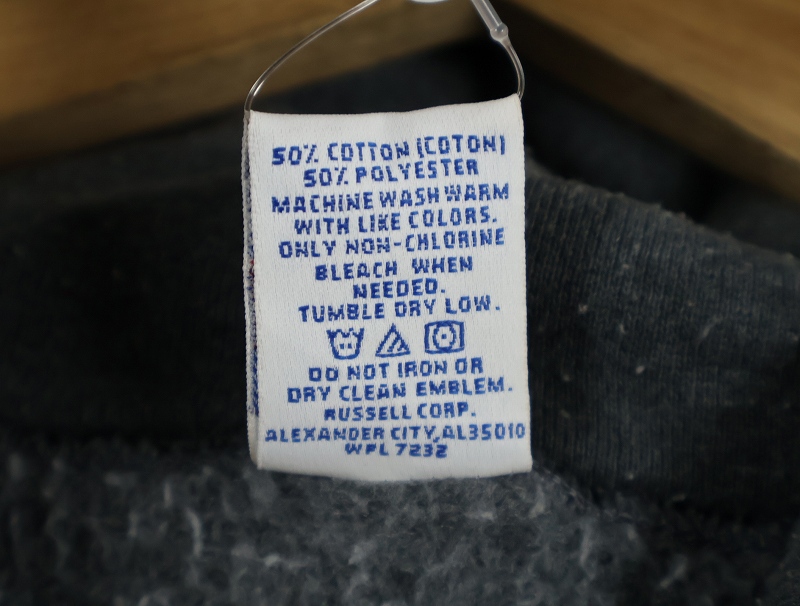 50% COTTON (COTON)
50% POLYESTER
MACHINE WASH WARM
WITH LIKE COLORS.
ONLY NON-CHLORINE
BLEACH WHEN
NEEDED.
TUMBLE DRY LOW.
DO NOT IRON OR
DRY CLEAN EMBLEM.
RUSSELL CORP.
ALEXANDER CITY,AL35010
WPL 7232